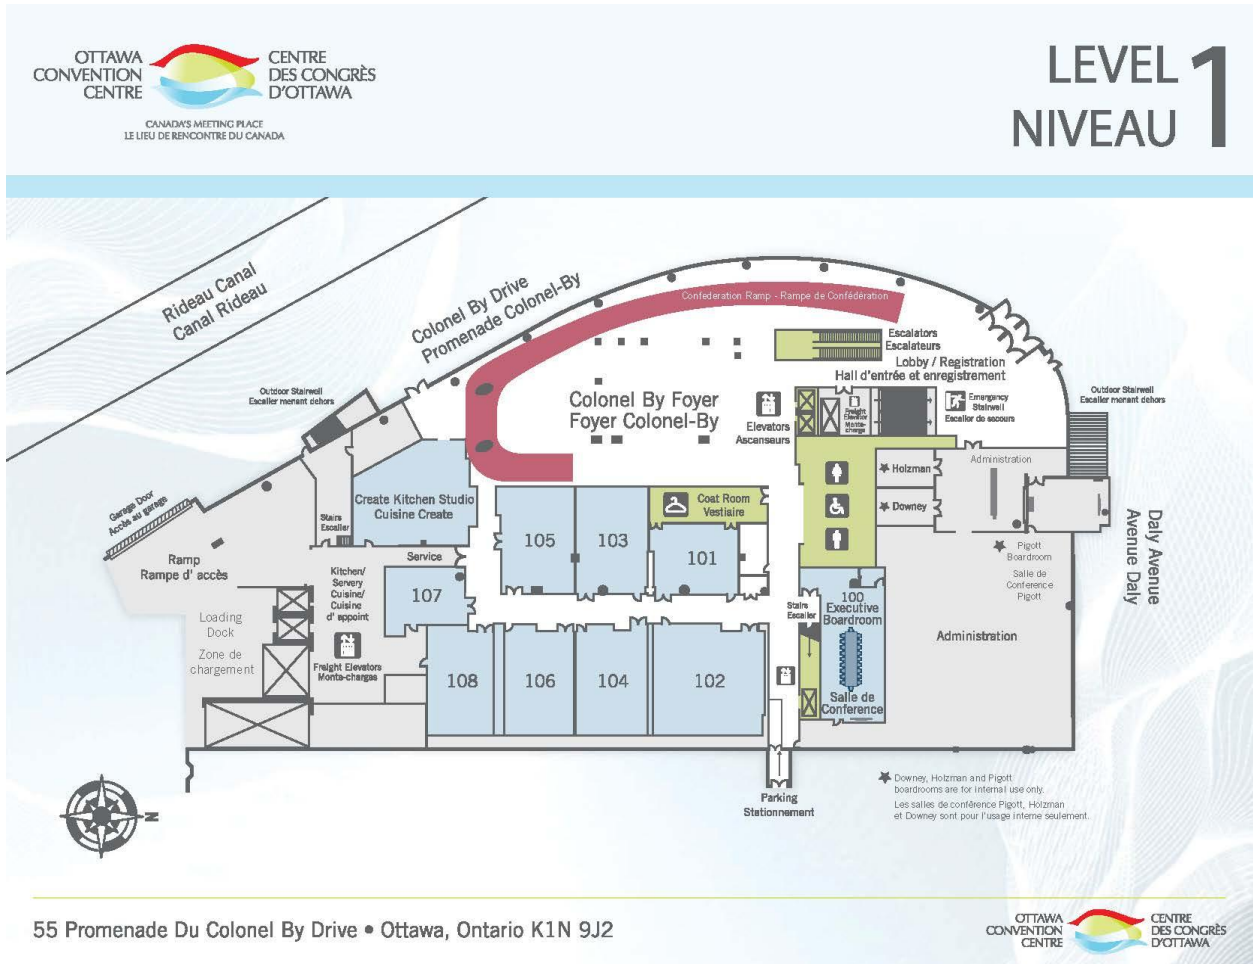 OTTAWA
CONVENTION
CENTRE
CENTRE
DES CONGRÈS
D'OTTAWA
CANADA'S MEETING PLACE
LE LIEU DE RENCONTRE DU CANADA
LEVEL
NIVEAU
1
Rideau Canal
Canal Rideau
Colonel By Drive
Promenade Colonel-By
Confederation Ramp - Rampe de Confédération
Escalators
Escalateurs
Lobby / Registration
Hall d'entrée et enregistrement
Outdoor Stairwell
Escalier menant dehors
Outdoor Stairwell
Escalier menant dehors
Colonel By Foyer
Foyer Colonel-By
Elevators
Ascenseurs
Freight
Elevator
Monte-
charge
Emergency
Stairwell
Escalier de secours
Administration
Holzman
Downey
Garage Door
Accès au garage
Create Kitchen Studio
Cuisine Create
Stairs
Escalier
Coat Room
Vestiaire
Pigott
Boardroom
Salle de
Conférence
Pigott
Daly Avenue
Avenue Daly
Ramp
Rampe d' accès
Service
105
103
101
Kitchen/
Servery
Cuisine/
Cuisine
d' appoint
107
100
Executive
Boardroom
Salle de
Conference
Stairs
Escalier
Loading
Dock
Zone de
chargement
Freight Elevators
Monte-charges
Administration
108
106
104
102
Parking
Stationnement
Downey, Holzman and Pigott
boardrooms are for internal use only.
Les salles de conférence Pigott, Holzman
et Downey sont pour l'usage interne seulement.
N
55 Promenade Du Colonel By Drive • Ottawa, Ontario K1N 9J2
OTTAWA
CONVENTION
CENTRE
CENTRE
DES CONGRÈS
D'OTTAWA